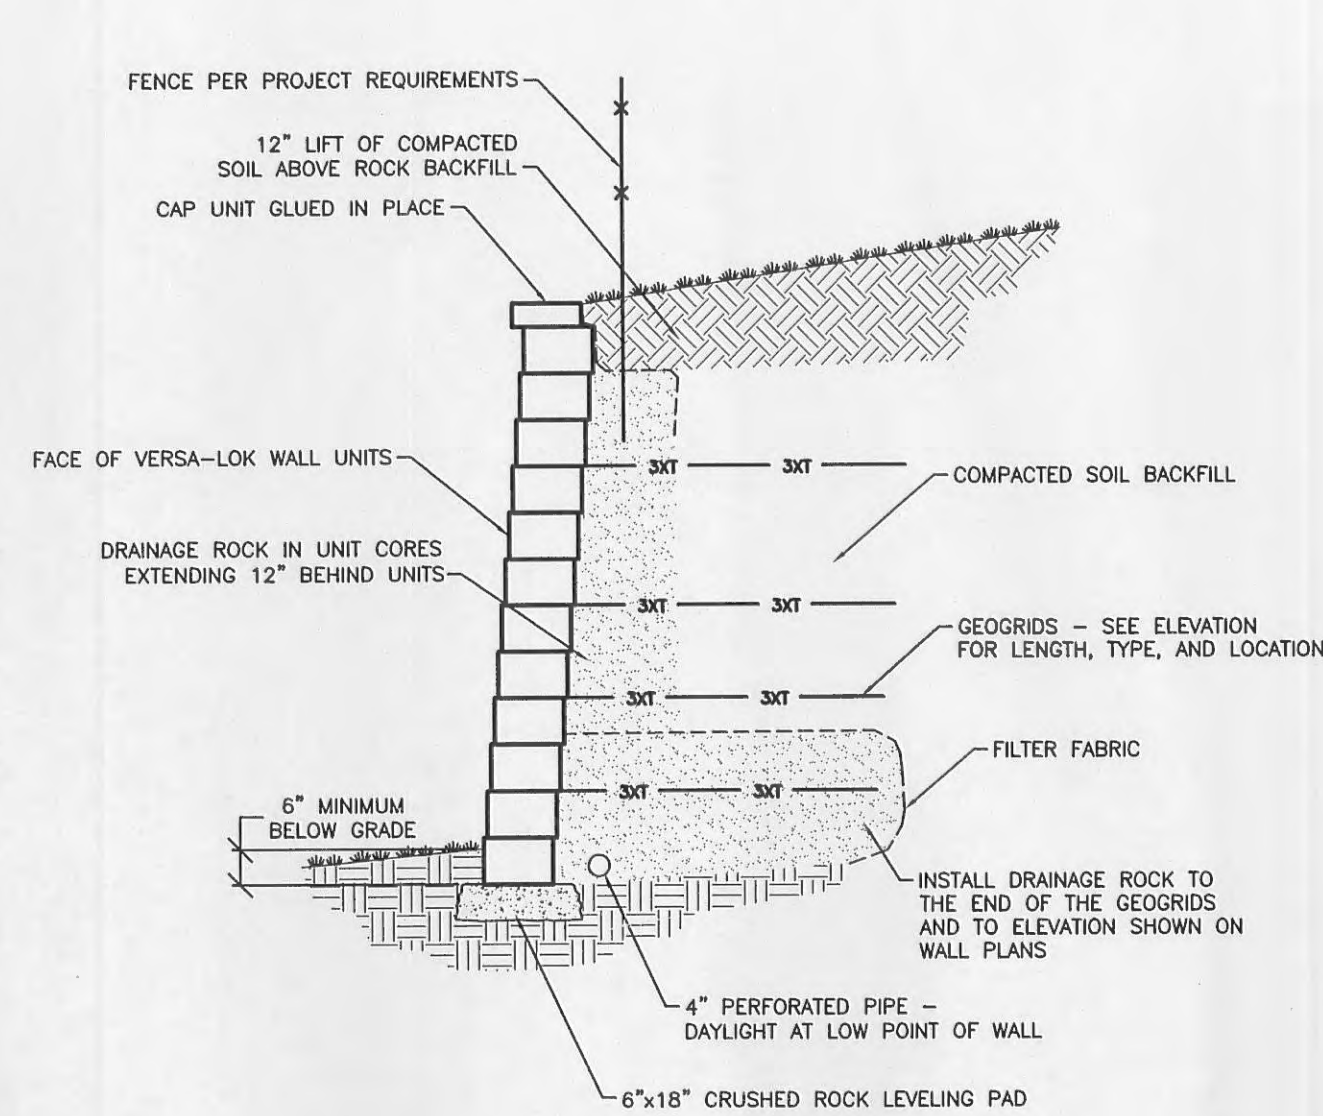 FENCE PER PROJECT REQUIREMENTS
12" LIFT OF COMPACTED
SOIL ABOVE ROCK BACKFILL
CAP UNIT GLUED IN PLACE
FACE OF VERSA-LOK WALL UNITS
3XT 3XT
COMPACTED SOIL BACKFILL
DRAINAGE ROCK IN UNIT CORES
EXTENDING 12" BEHIND UNITS
3XT 3XT
GEOGRIDS - SEE ELEVATION
FOR LENGTH, TYPE, AND LOCATION
3XT 3XT
FILTER FABRIC
3XT 3XT
6" MINIMUM
BELOW GRADE
INSTALL DRAINAGE ROCK TO
THE END OF THE GEOGRIDS
AND TO ELEVATION SHOWN ON
WALL PLANS
4" PERFORATED PIPE -
DAYLIGHT AT LOW POINT OF WALL
6"x18" CRUSHED ROCK LEVELING PAD